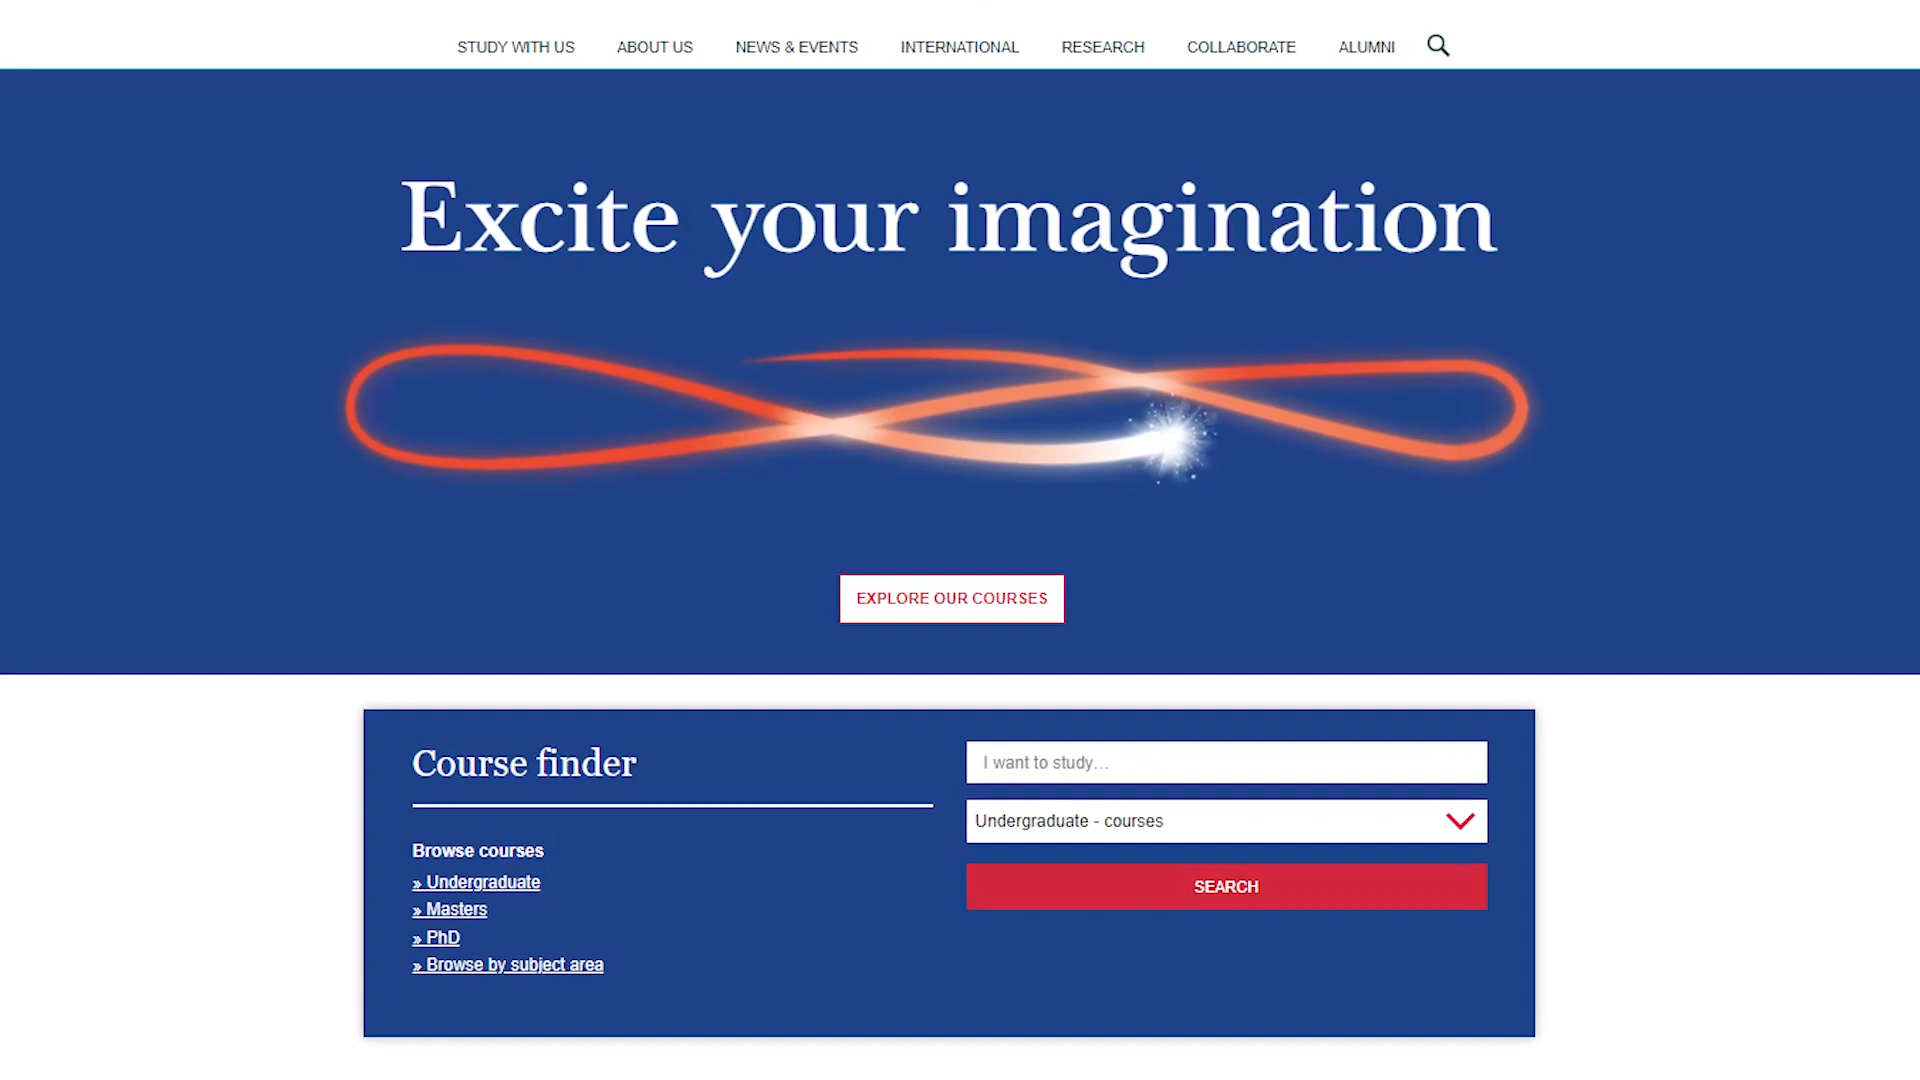 STUDY WITH US ABOUT US NEWS & EVENTS INTERNATIONAL RESEARCH COLLABORATE ALUMNI
Excite your imagination
EXPLORE OUR COURSES
Course finder
Browse courses
» Undergraduate
» Masters
» PhD
» Browse by subject area
I want to study...
Undergraduate - courses
SEARCH